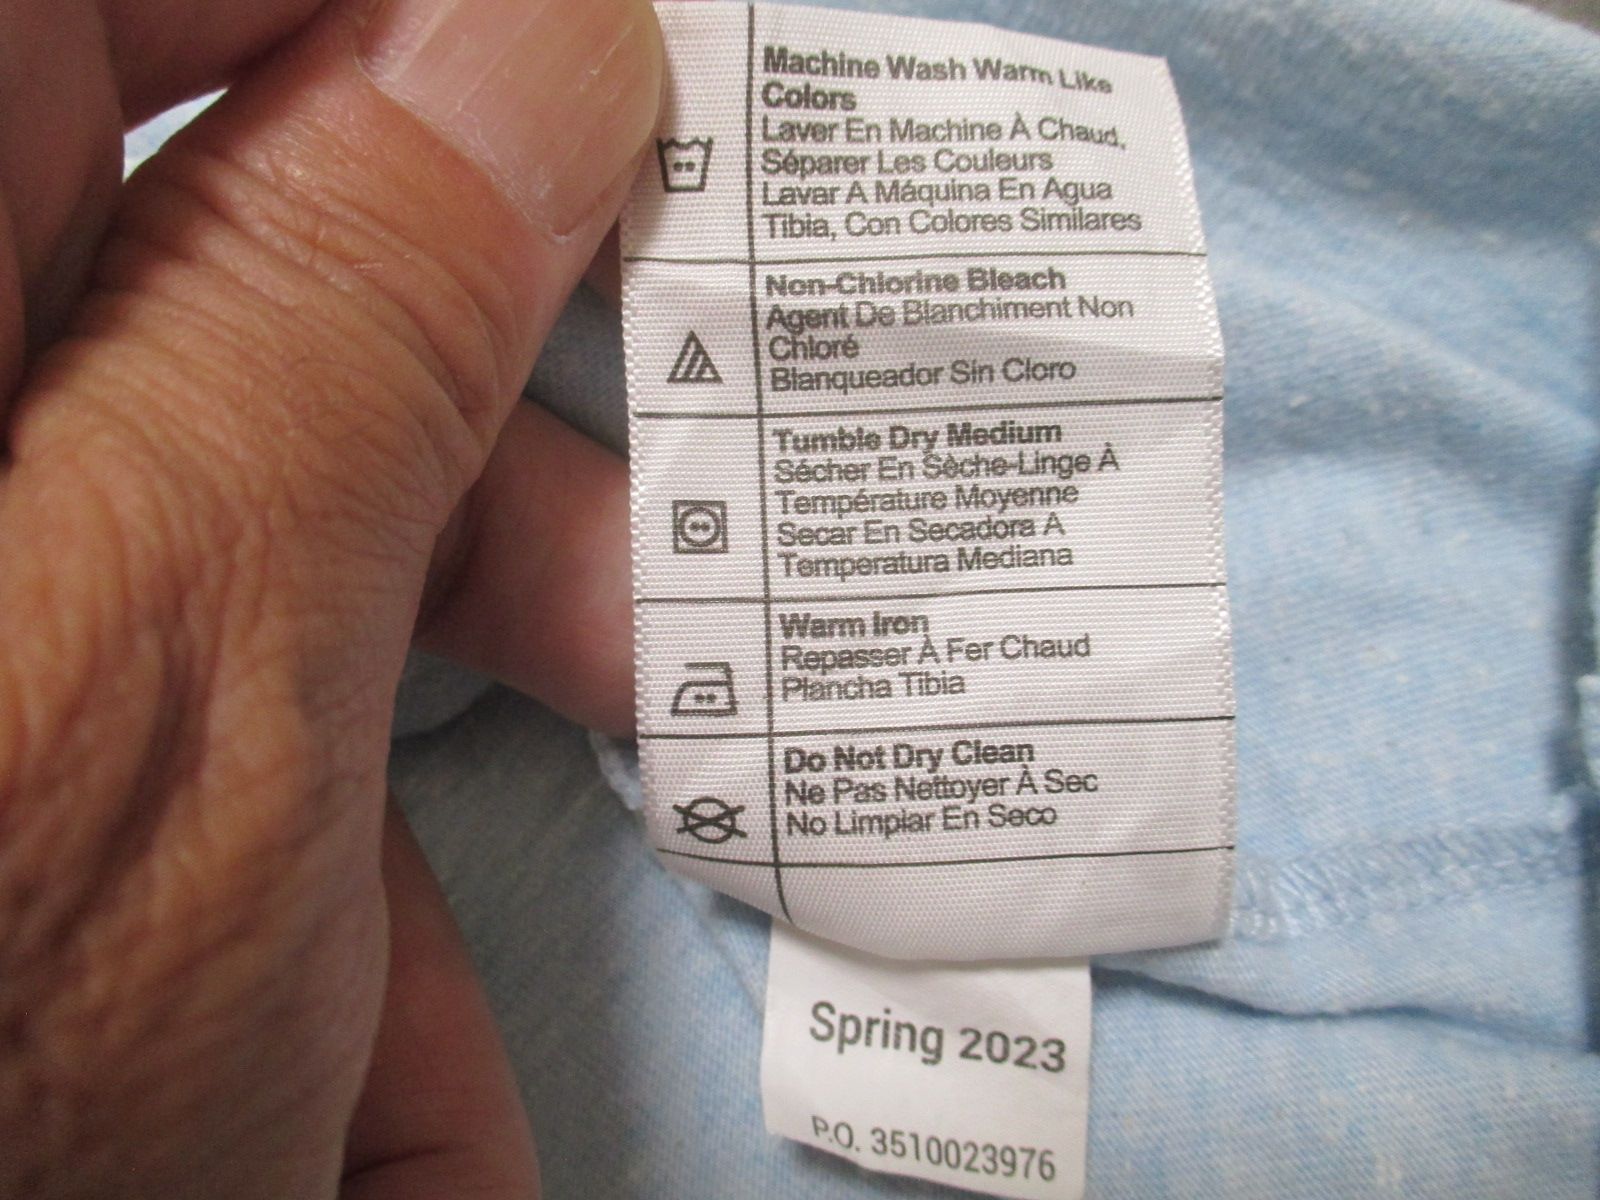 Machine Wash Warm Like
Colors
Laver En Machine À Chaud,
Séparer Les Couleurs
Lavar A Máquina En Agua
Tibia, Con Colores Similares
Non-Chlorine Bleach
Agent De Blanchiment Non
Chloré
Blanqueador Sin Cloro
Tumble Dry Medium
Sécher En Sèche-Linge À
Température Moyenne
Secar En Secadora A
Temperatura Mediana
Warm Iron
Repasser À Fer Chaud
Plancha Tibia
Do Not Dry Clean
Ne Pas Nettoyer À Sec
No Limpiar En Seco
Spring 2023
P.O. 3510023976